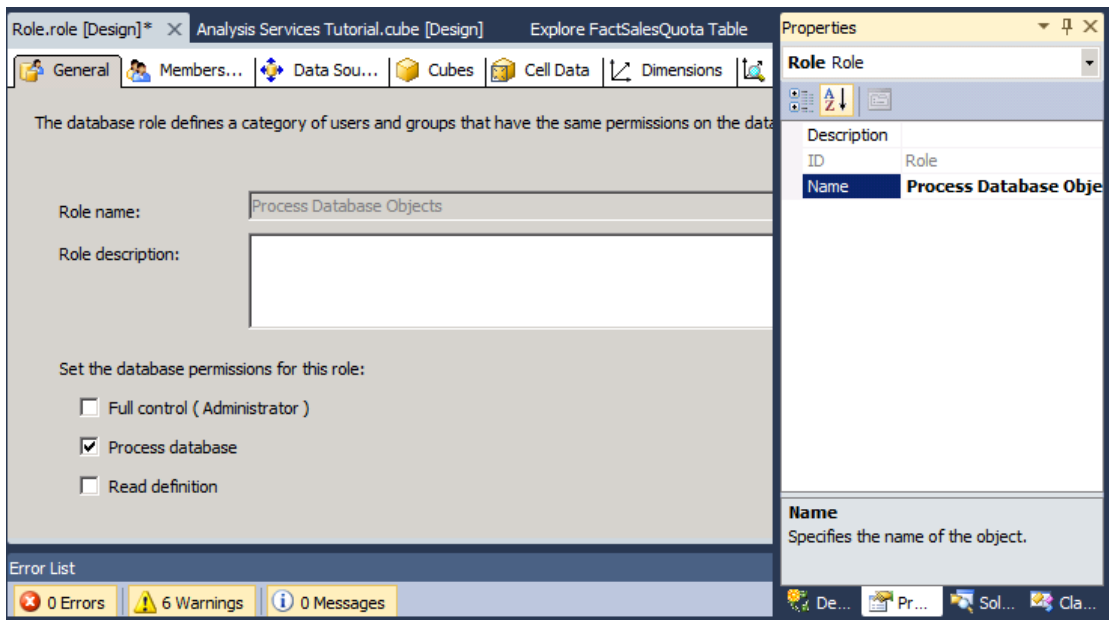 Role.role [Design]* Analysis Services Tutorial.cube [Design] Explore FactSalesQuota Table
General Members... Data Sou... Cubes Cell Data Dimensions
The database role defines a category of users and groups that have the same permissions on the data
Role name: Process Database Objects
Role description:
Set the database permissions for this role:
Full control ( Administrator )
Process database
Read definition
Error List
0 Errors 6 Warnings 0 Messages
Properties
Role Role
Description
ID Role
Name Process Database Obje
Name
Specifies the name of the object.
De... Pr... Sol... Cla...